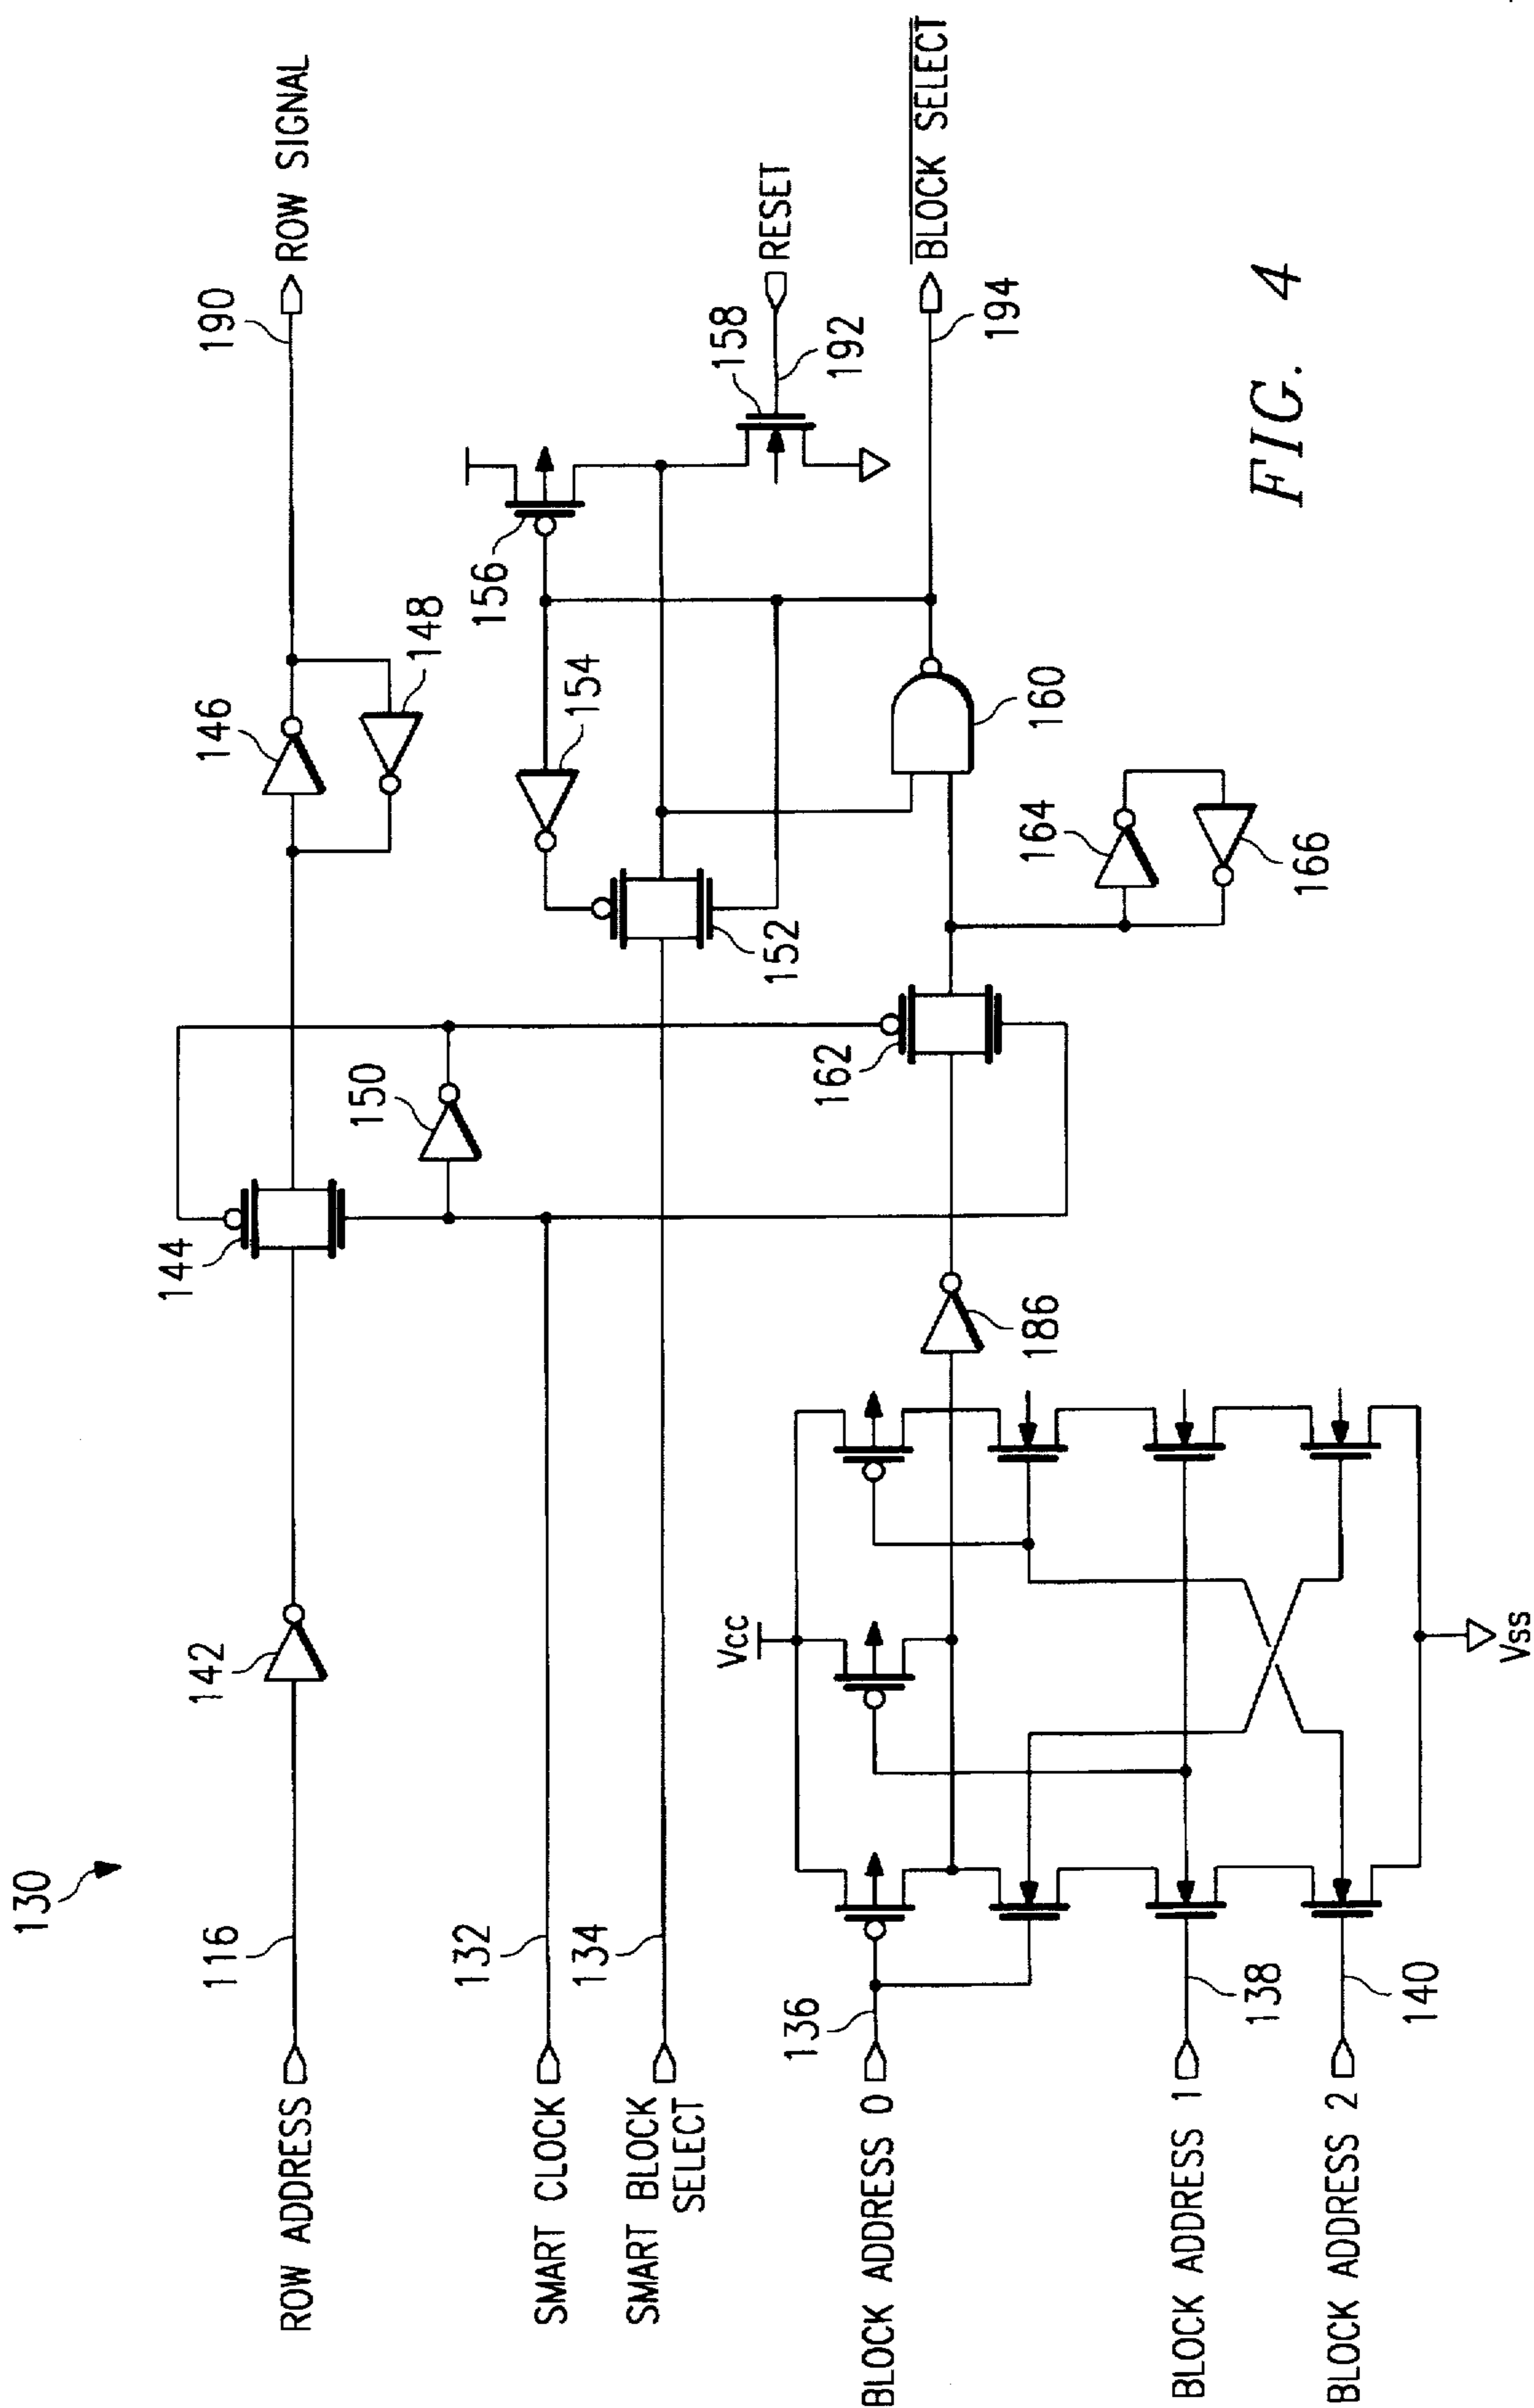 130
116
ROW ADDRESS
142
144
146
148
190
ROW SIGNAL
132
SMART CLOCK
150
134
SMART BLOCK
SELECT
152
154
156
158
192
RESET
136
BLOCK ADDRESS 0
138
BLOCK ADDRESS 1
140
BLOCK ADDRESS 2
Vcc
Vss
186
162
164
166
160
194
BLOCK SELECT
FIG. 4